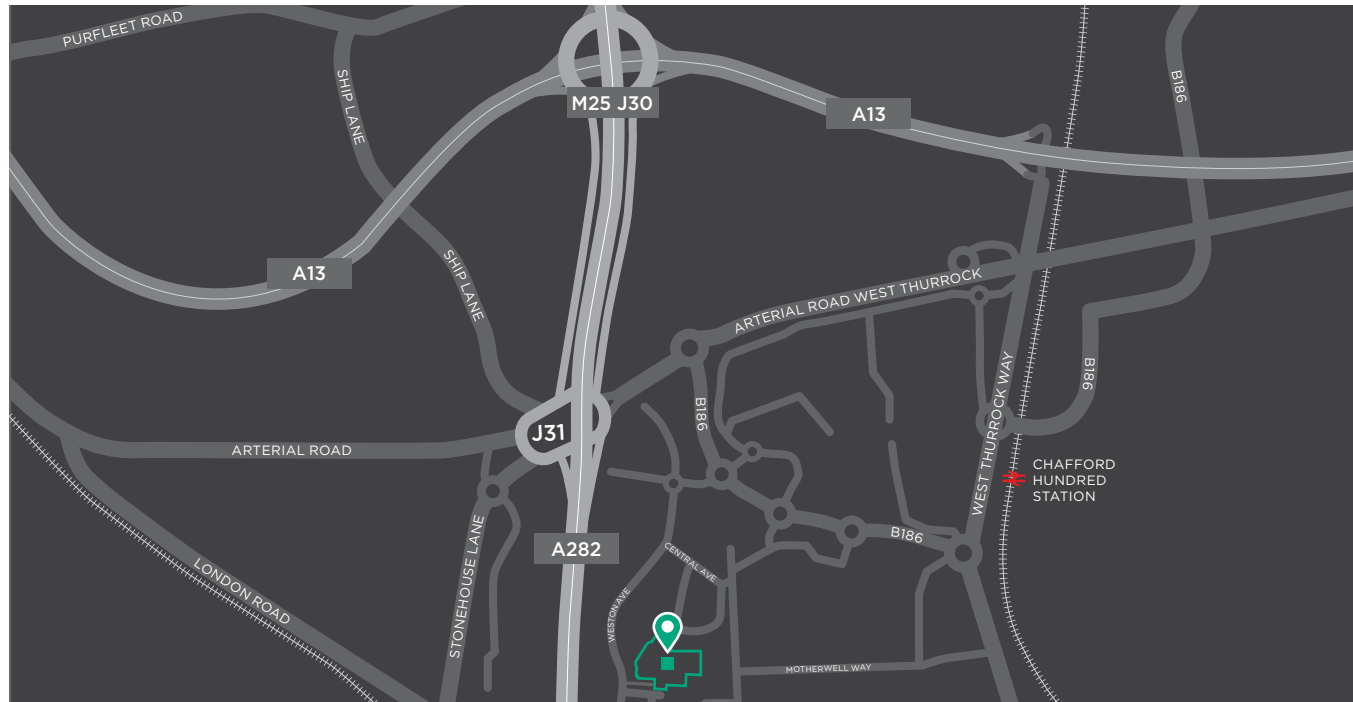 PURFLEET ROAD
SHIP LANE
M25 J30
A13
B186
A13
SHIP LANE
ARTERIAL ROAD WEST THURROCK
B186
B186
J31
ARTERIAL ROAD
WEST THURROCK WAY
CHAFFORD
HUNDRED
STATION
B186
A282
CENTRAL AVE
LONDON ROAD
STONEHOUSE LANE
WESTON AVE
MOTHERWELL WAY